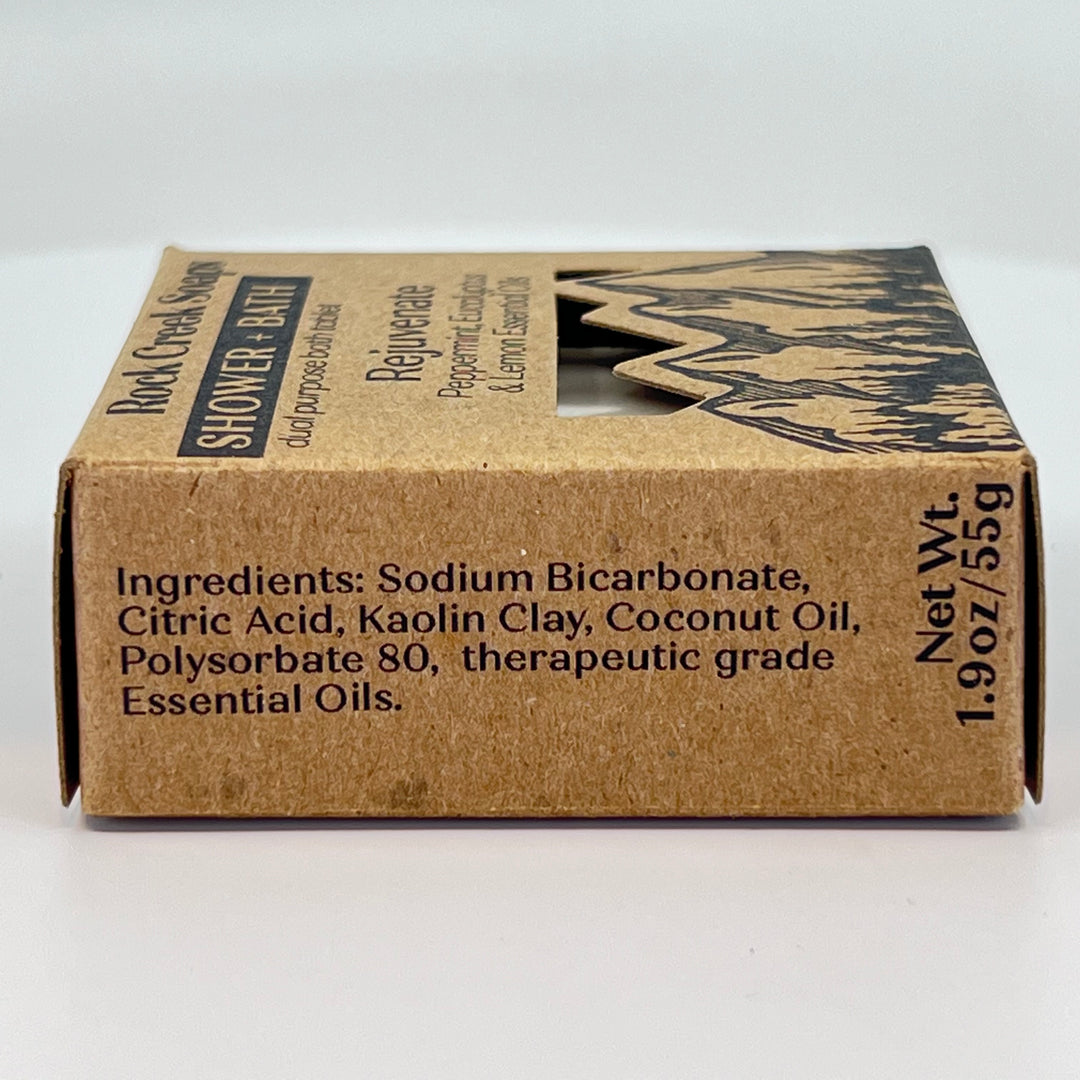 Rock Creek Soaps
SHOWER + BATH
dual purpose bath tablet
Rejuvenate
Peppermint, Eucalyptus
& Lemon Essential Oils
Ingredients: Sodium Bicarbonate,
Citric Acid, Kaolin Clay, Coconut Oil,
Polysorbate 80, therapeutic grade
Essential Oils.
Net Wt.
1.9oz/55g